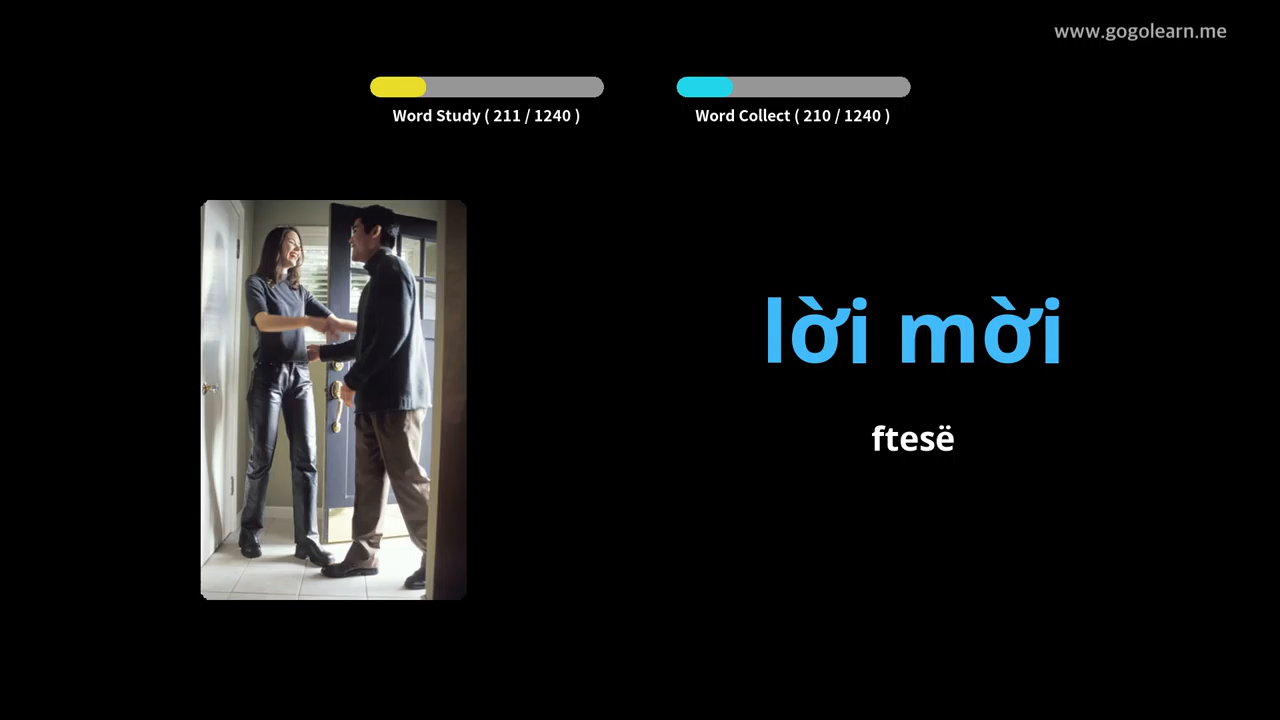 www.gogolearn.me
Word Study ( 211 / 1240 )
Word Collect ( 210 / 1240 )
lời mời
ftesë